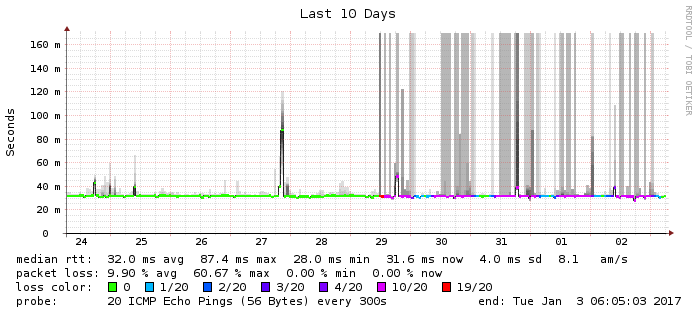 Last 10 Days
RRDTOOL / TOBI OETIKER
Seconds
160 m
140 m
120 m
100 m
80 m
60 m
40 m
20 m
0
24 25 26 27 28 29 30 31 01 02
median rtt: 32.0 ms avg 87.4 ms max 28.0 ms min 31.6 ms now 4.0 ms sd 8.1 am/s
packet loss: 9.90 % avg 60.67 % max 0.00 % min 0.00 % now
loss color: 0 1/20 2/20 3/20 4/20 10/20 19/20
probe: 20 ICMP Echo Pings (56 Bytes) every 300s end: Tue Jan 3 06:05:03 2017